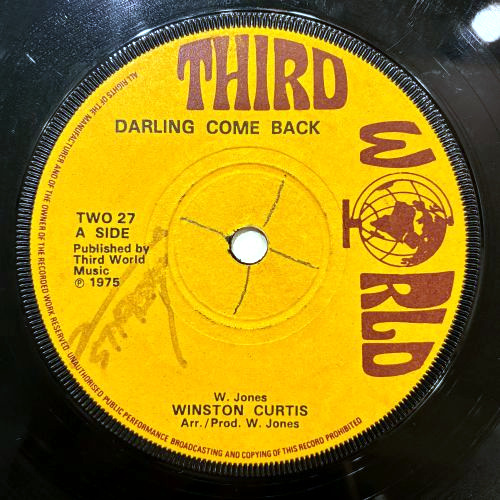 THIRD
WORLD
DARLING COME BACK
TWO 27
A SIDE
Published by
Third World
Music
℗ 1975
W. Jones
WINSTON CURTIS
Arr./Prod. W. Jones
ALL RIGHTS OF THE MANUFACTURER AND OF THE OWNER OF THE RECORDED WORK RESERVED. UNAUTHORISED PUBLIC PERFORMANCE BROADCASTING AND COPYING OF THIS RECORD PROHIBITED